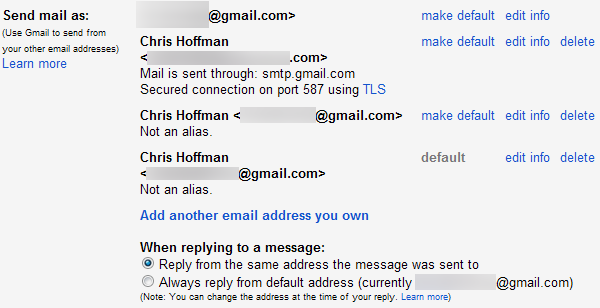 Send mail as: @gmail.com> make default edit info
(Use Gmail to send from
your other email addresses)
Learn more
Chris Hoffman make default edit info delete
< .com>
Mail is sent through: smtp.gmail.com
Secured connection on port 587 using TLS
Chris Hoffman < @gmail.com> make default edit info delete
Not an alias.
Chris Hoffman default edit info delete
< @gmail.com>
Not an alias.
Add another email address you own
When replying to a message:
Reply from the same address the message was sent to
Always reply from default address (currently @gmail.com)
(Note: You can change the address at the time of your reply. Learn more)